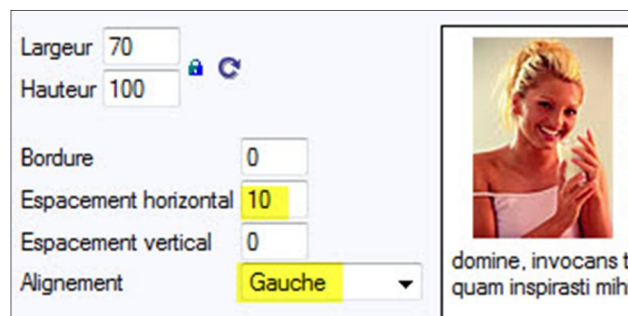 Largeur 70
Hauteur 100
Bordure 0
Espacement horizontal 10
Espacement vertical 0
Alignement Gauche
domine, invocans t
quam inspirasti mih